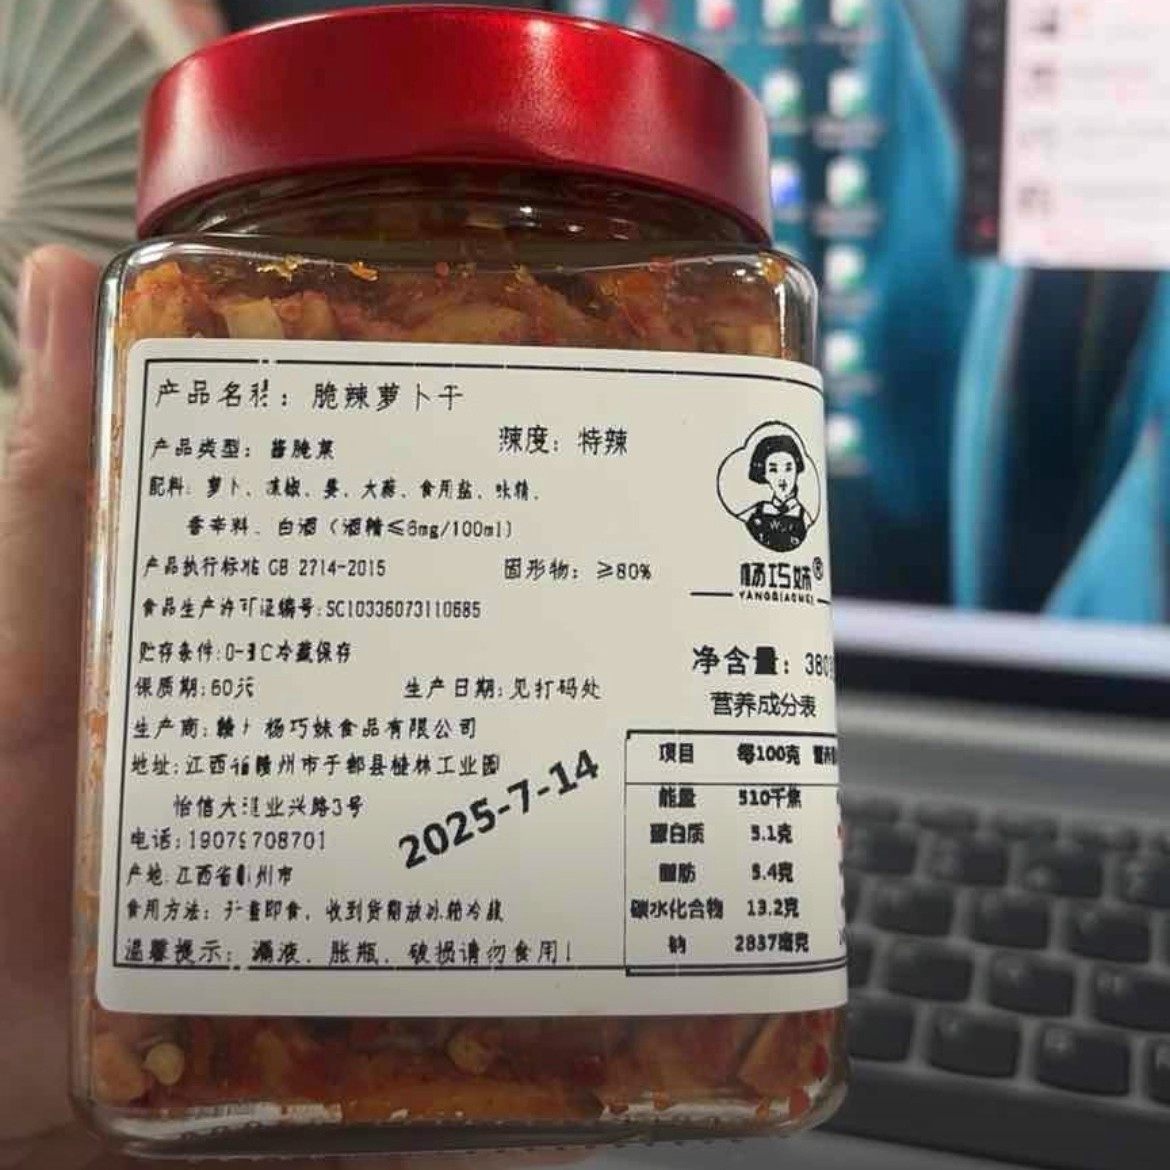 产品名称：脆辣萝卜干
产品类型：酱腌菜
辣度：特辣
配料：萝卜、冻椒、姜、大蒜、食用盐、味精、
香辛料、白酒（酒精≤6mg/100ml）
产品执行标准 GB 2714-2015
固形物：≥80%
食品生产许可证编号:SC10336073110685
贮存条件:0- C冷藏保存
保质期:60天
生产日期:见打码处
生产商:赣 杨巧妹食品有限公司
地址:江西省赣州市于都县楂林工业园
怡信大道业兴路3号
电话:19079708701
产地:江西省赣州市
食用方法：开盖即食，收到货期放冰箱冷藏
温馨提示：漏液、胀瓶、破损请勿食用！
2025-7-14
杨巧妹®
YANGQIAOMEI
净含量：380
营养成分表
项目 每100克 营养
能量 510千焦
蛋白质 3.1克
脂肪 5.4克
碳水化合物 13.2克
钠 2837毫克